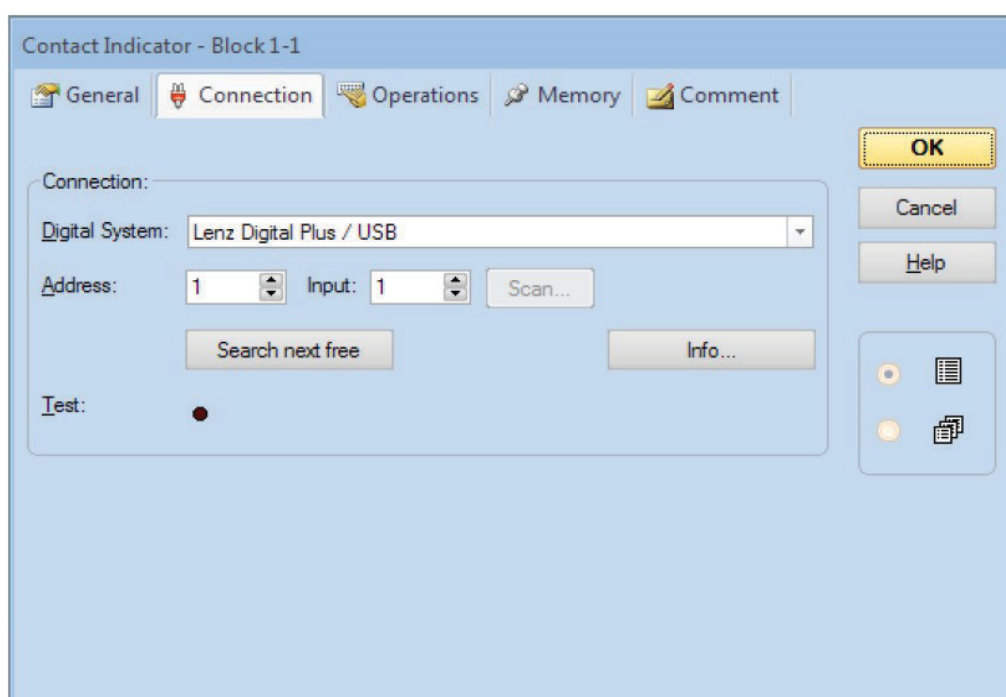 Contact Indicator - Block 1-1
General Connection Operations Memory Comment
OK
Connection:
Cancel
Digital System: Lenz Digital Plus / USB
Help
Address: 1 Input: 1 Scan...
Search next free Info...
Test: